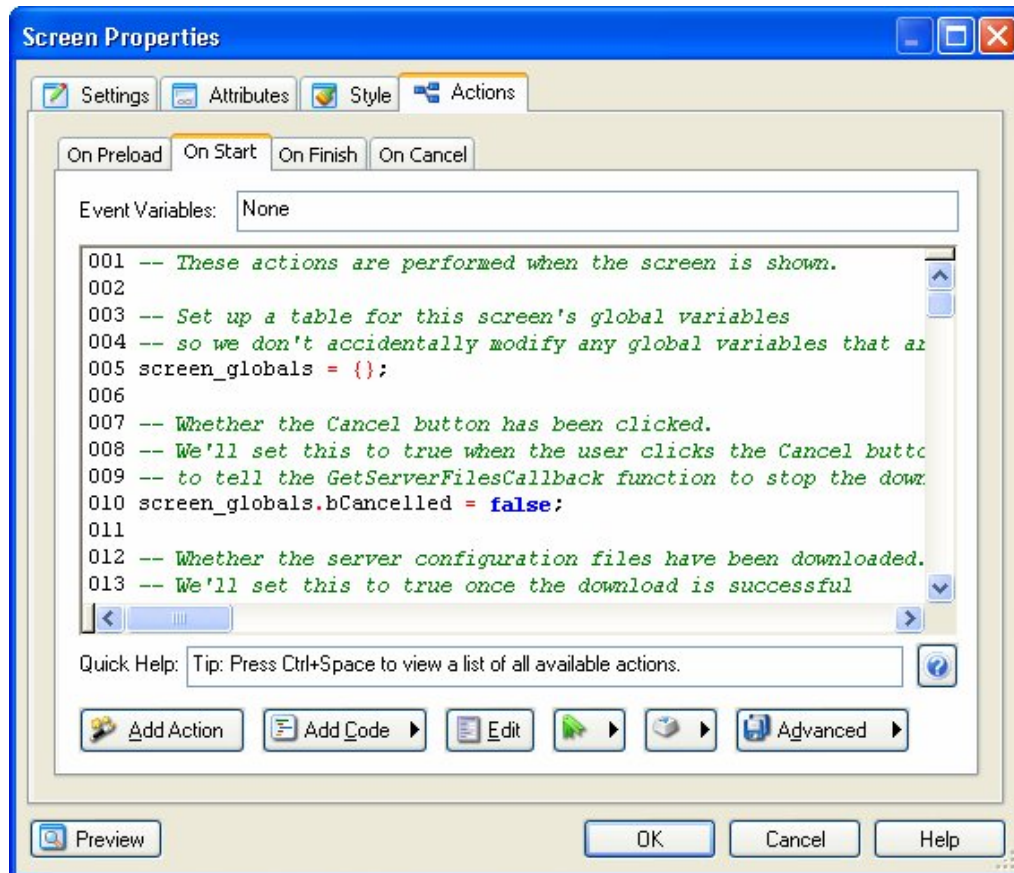 Screen Properties
Settings Attributes Style Actions
On Preload On Start On Finish On Cancel
Event Variables: None
001 -- These actions are performed when the screen is shown.
002
003 -- Set up a table for this screen's global variables
004 -- so we don't accidentally modify any global variables that
005 screen_globals = {};
006
007 -- Whether the Cancel button has been clicked.
008 -- We'll set this to true when the user clicks the Cancel
009 -- to tell the GetServerFilesCallback function to stop the
010 screen_globals.bCancelled = false;
011
012 -- Whether the server configuration files have been downloaded.
013 -- We'll set this to true once the download is successful
Quick Help: Tip: Press Ctrl+Space to view a list of all available actions.
Add Action Add Code Edit Advanced
Preview OK Cancel Help